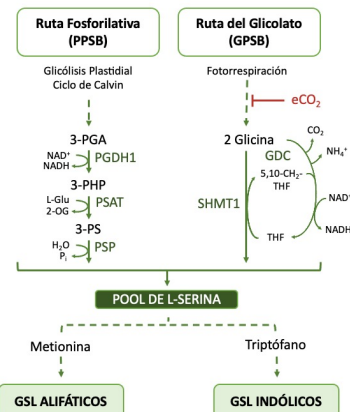 Ruta Fosforilativa
(PPSB)
Glicólisis Plastidial
Ciclo de Calvin
3-PGA
NAD⁺
NADH
PGDH1
3-PHP
L-Glu
2-OG
PSAT
3-PS
H₂O
Pᵢ
PSP
Ruta del Glicolato
(GPSB)
Fotorrespiración
eCO₂
2 Glicina
CO₂
GDC
NH₄⁺
5,10-CH₂-
THF
SHMT1
NAD⁺
NADH
THF
POOL DE L-SERINA
Metionina
Triptófano
GSL ALIFÁTICOS
GSL INDÓLICOS